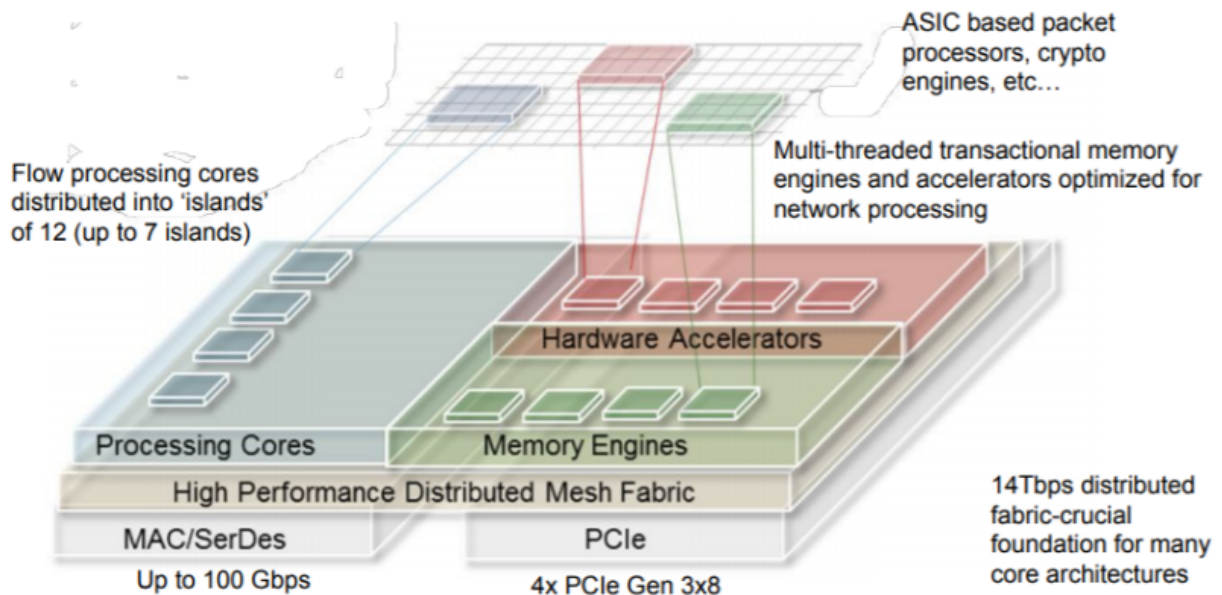 ASIC based packet
processors, crypto
engines, etc…
Multi-threaded transactional memory
engines and accelerators optimized for
network processing
Flow processing cores
distributed into ‘islands’
of 12 (up to 7 islands)
Hardware Accelerators
Processing Cores
Memory Engines
High Performance Distributed Mesh Fabric
MAC/SerDes
PCIe
Up to 100 Gbps
4x PCIe Gen 3x8
14Tbps distributed
fabric-crucial
foundation for many
core architectures